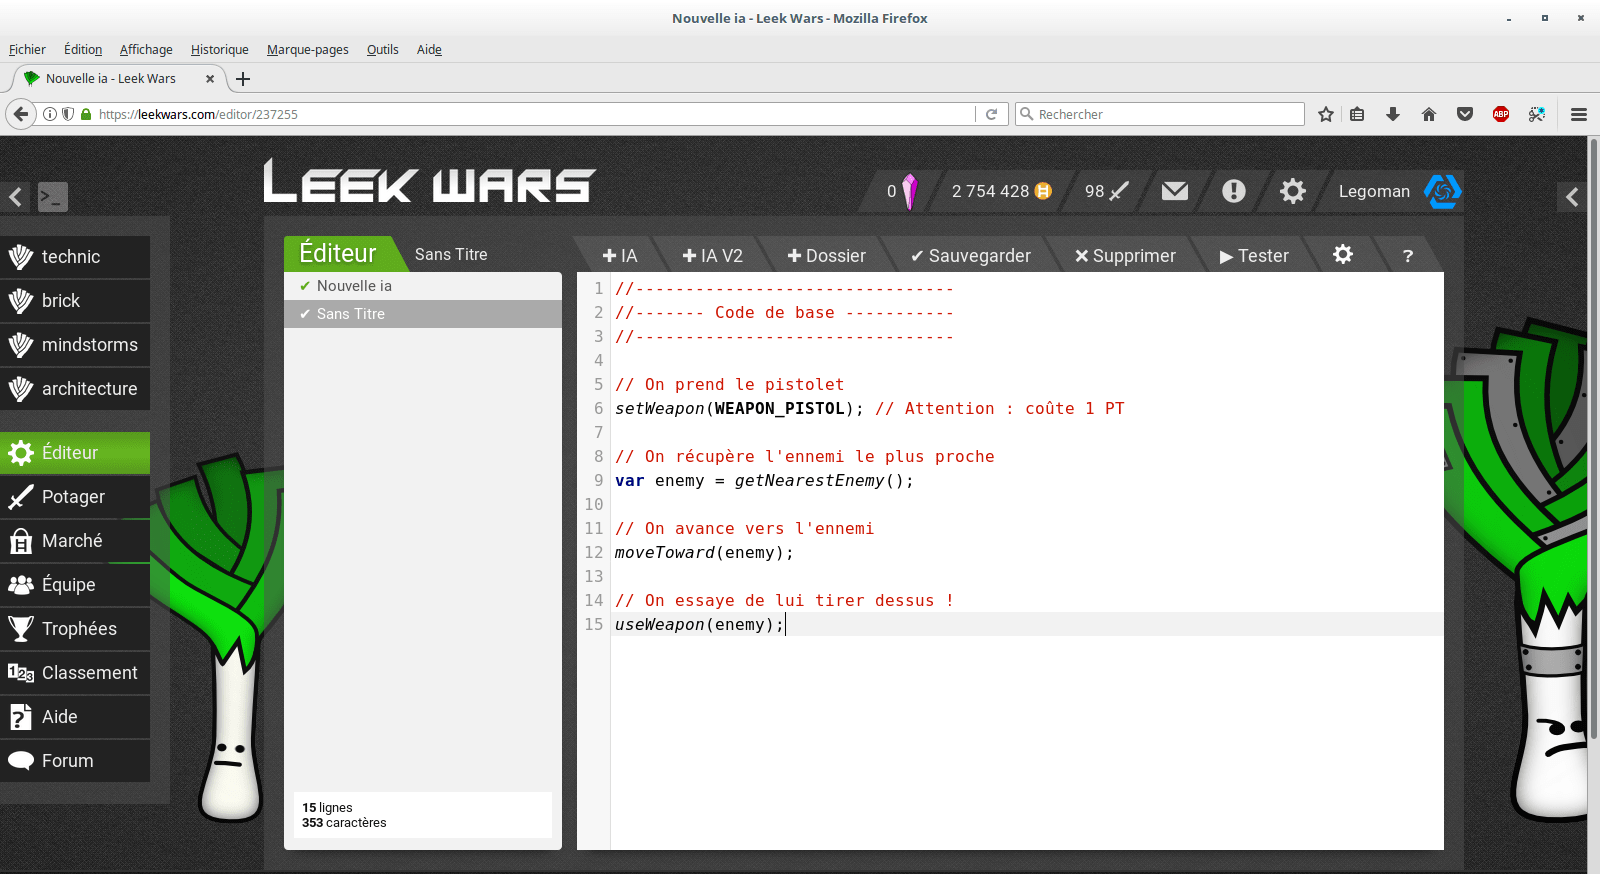 Nouvelle ia - Leek Wars - Mozilla Firefox
Fichier Édition Affichage Historique Marque-pages Outils Aide
Nouvelle ia - Leek Wars
https://leekwars.com/editor/237255
Rechercher
ABP
LEEK WARS
0 2 754 428 98 Legoman
>_
technic
brick
mindstorms
architecture
Éditeur
Potager
Marché
Équipe
Trophées
123 Classement
? Aide
Forum
Éditeur Sans Titre
+ IA + IA V2 + Dossier ✔ Sauvegarder ✕ Supprimer ▶ Tester ?
✔ Nouvelle ia
✔ Sans Titre
15 lignes
353 caractères
1 //--------------------------------
2 //------- Code de base -----------
3 //--------------------------------
4
5 // On prend le pistolet
6 setWeapon(WEAPON_PISTOL); // Attention : coûte 1 PT
7
8 // On récupère l'ennemi le plus proche
9 var enemy = getNearestEnemy();
10
11 // On avance vers l'ennemi
12 moveToward(enemy);
13
14 // On essaye de lui tirer dessus !
15 useWeapon(enemy);